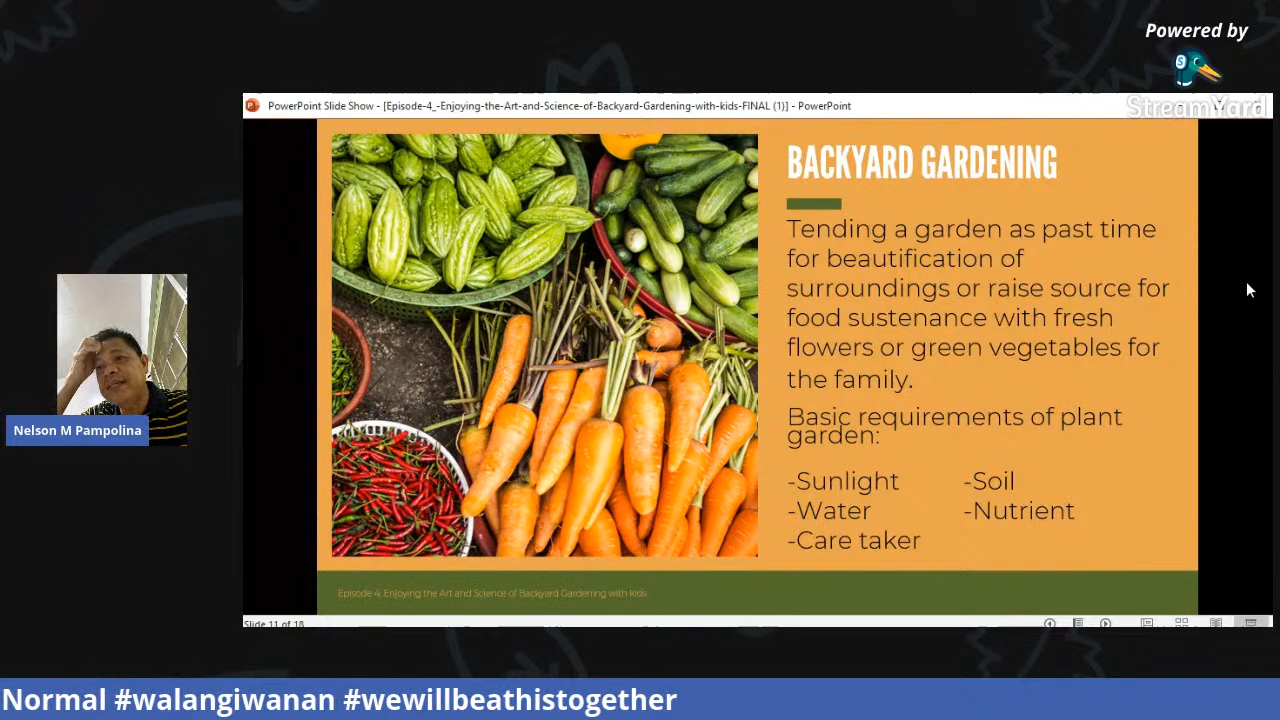 Powered by
StreamYard
PowerPoint Slide Show - [Episode-4_-Enjoying-the-Art-and-Science-of-Backyard-Gardening-with-kids-FINAL (1)] - PowerPoint
BACKYARD GARDENING
Tending a garden as past time
for beautification of
surroundings or raise source for
food sustenance with fresh
flowers or green vegetables for
the family.
Basic requirements of plant
garden:
-Sunlight -Soil
-Water -Nutrient
-Care taker
Episode 4: Enjoying the Art and Science of Backyard Gardening with kids
Slide 11 of 18
Nelson M Pampolina
Normal #walangiwanan #wewillbeathistogether